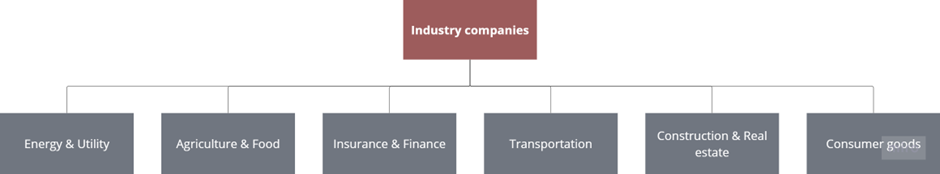 Industry companies
Energy & Utility
Agriculture & Food
Insurance & Finance
Transportation
Construction & Real
estate
Consumer goods